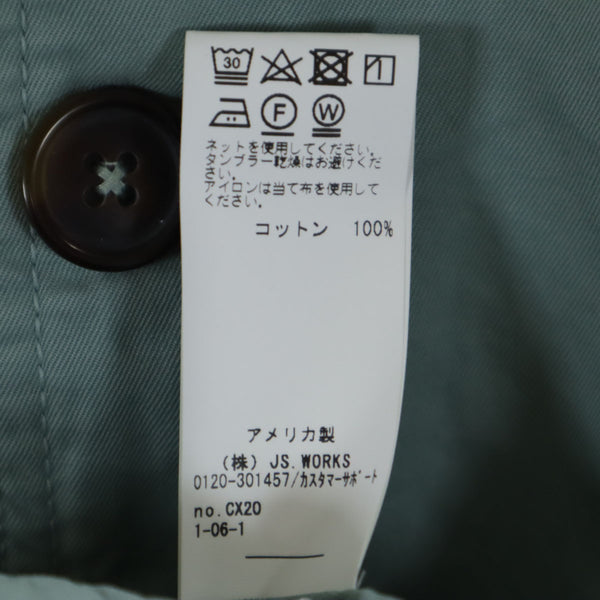 30
F W
ネットを使用してください。
タンブラー乾燥はお避けくだ
さい。
アイロンは当て布を使用して
ください。
コットン 100%
アメリカ製
(株) JS.WORKS
0120-301457/カスタマーサポート
no.CX20
1-06-1